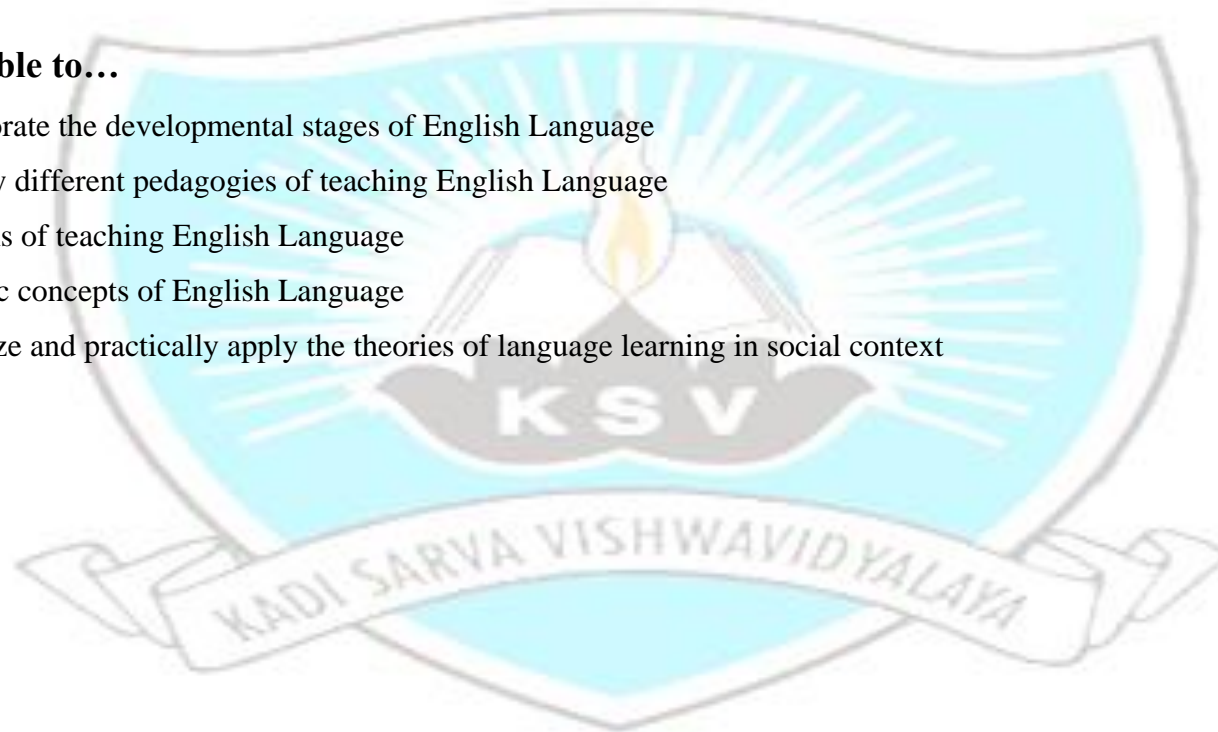 ble to…
orate the developmental stages of English Language
y different pedagogies of teaching English Language
s of teaching English Language
c concepts of English Language
ze and practically apply the theories of language learning in social context
KSV
KADI SARVA VISHWAVIDYALAYA